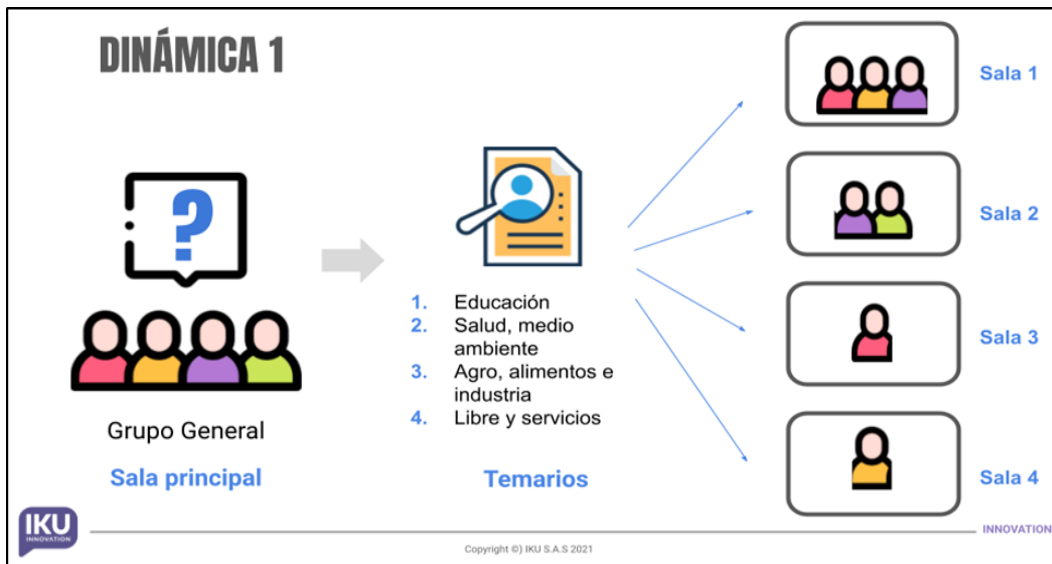 DINÁMICA 1
?
Grupo General
Sala principal
1. Educación
2. Salud, medio
ambiente
3. Agro, alimentos e
industria
4. Libre y servicios
Temarios
Sala 1
Sala 2
Sala 3
Sala 4
IKU
INNOVATION
INNOVATION
Copyright ©) IKU S.A.S 2021